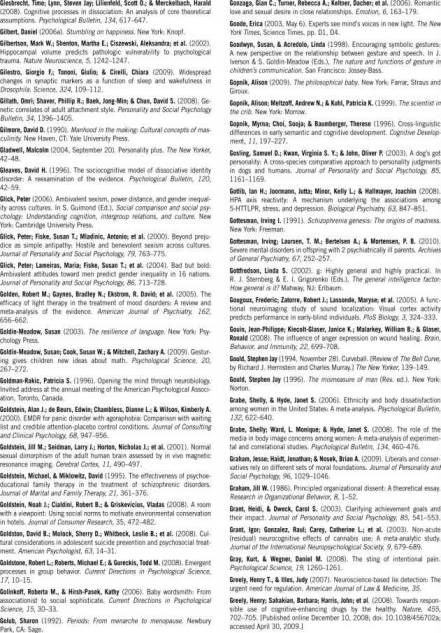 Giesbrecht, Timo; Lynn, Steven Jay; Lilienfeld, Scott O.; & Merckelbach, Harald
(2008). Cognitive processes in dissociation: An analysis of core theoretical
assumptions. Psychological Bulletin, 134, 617–647.
Gilbert, Daniel (2006a). Stumbling on happiness. New York: Knopf.
Gilbertson, Mark W.; Shenton, Martha E.; Ciszewski, Aleksandra; et al. (2002).
Hippocampal volume predicts pathologic vulnerability to psychological
trauma. Nature Neuroscience, 5, 1242–1247.
Gilestro, Giorgio F.; Tononi, Giulio; & Cirelli, Chiara (2009). Widespread
changes in synaptic markers as a function of sleep and wakefulness in
Drosophila. Science, 324, 109–112.
Gillath, Omri; Shaver, Phillip R.; Baek, Jong-Min; & Chun, David S. (2008). Ge-
netic correlates of adult attachment style. Personality and Social Psychology
Bulletin, 34, 1396–1405.
Gilmore, David D. (1990). Manhood in the making: Cultural concepts of mas-
culinity. New Haven, CT: Yale University Press.
Gladwell, Malcolm (2004, September 20). Personality plus. The New Yorker,
42–48.
Gleaves, David H. (1996). The sociocognitive model of dissociative identity
disorder: A reexamination of the evidence. Psychological Bulletin, 120,
42–59.
Glick, Peter (2006). Ambivalent sexism, power distance, and gender inequal-
ity across cultures. In S. Guimond (Ed.), Social comparison and social psy-
chology: Understanding cognition, intergroup relations, and culture. New
York: Cambridge University Press.
Glick, Peter; Fiske, Susan T.; Mladinic, Antonio; et al. (2000). Beyond preju-
dice as simple antipathy: Hostile and benevolent sexism across cultures.
Journal of Personality and Social Psychology, 79, 763–775.
Glick, Peter; Lameiras, Maria; Fiske, Susan T.; et al. (2004). Bad but bold:
Ambivalent attitudes toward men predict gender inequality in 16 nations.
Journal of Personality and Social Psychology, 86, 713–728.
Golden, Robert M.; Gaynes, Bradley N.; Ekstrom, R. David; et al. (2005). The
efficacy of light therapy in the treatment of mood disorders: A review and
meta-analysis of the evidence. American Journal of Psychiatry, 162,
656–662.
Goldin-Meadow, Susan (2003). The resilience of language. New York: Psy-
chology Press.
Goldin-Meadow, Susan; Cook, Susan W.; & Mitchell, Zachary A. (2009). Gestur-
ing gives children new ideas about math. Psychological Science, 20,
267–272.
Goldman-Rakic, Patricia S. (1996). Opening the mind through neurobiology.
Invited address at the annual meeting of the American Psychological Associ-
ation, Toronto, Canada.
Goldstein, Alan J.; de Beurs, Edwin; Chambless, Dianne L.; & Wilson, Kimberly A.
(2000). EMDR for panic disorder with agoraphobia: Comparison with waiting
list and credible attention-placebo control conditions. Journal of Consulting
and Clinical Psychology, 68, 947–956.
Goldstein, Jill M.; Seidman, Larry J.; Horton, Nicholas J.; et al. (2001). Normal
sexual dimorphism of the adult human brain assessed by in vivo magnetic
resonance imaging. Cerebral Cortex, 11, 490–497.
Goldstein, Michael, & Miklowitz, David (1995). The effectiveness of psychoe-
ducational family therapy in the treatment of schizophrenic disorders.
Journal of Marital and Family Therapy, 21, 361–376.
Goldstein, Noah J.; Cialdini, Robert B.; & Griskevicius, Vladas (2008). A room
with a viewpoint: Using social norms to motivate environmental conservation
in hotels. Journal of Consumer Research, 35, 472–482.
Goldston, David B.; Molock, Sherry D.; Whitbeck, Leslie B.; et al. (2008). Cul-
tural considerations in adolescent suicide prevention and psychosocial treat-
ment. American Psychologist, 63, 14–31.
Goldstone, Robert L.; Roberts, Michael E.; & Gureckis, Todd M. (2008). Emergent
processes in group behavior. Current Directions in Psychological Science,
17, 10–15.
Golinkoff, Roberta M., & Hirsh-Pasek, Kathy (2006). Baby wordsmith: From
associationist to social sophisticate. Current Directions in Psychological
Science, 15, 30–33.
Golub, Sharon (1992). Periods: From menarche to menopause. Newbury
Park, CA: Sage.
Gonzaga, Gian C.; Turner, Rebecca A.; Keltner, Dacher; et al. (2006). Romantic
love and sexual desire in close relationships. Emotion, 6, 163–179.
Goode, Erica (2003, May 6). Experts see mind's voices in new light. The New
York Times, Science Times, pp. D1, D4.
Goodwyn, Susan, & Acredolo, Linda (1998). Encouraging symbolic gestures:
A new perspective on the relationship between gesture and speech. In J.
Iverson & S. Goldin-Meadow (Eds.), The nature and functions of gesture in
children's communication. San Francisco: Jossey-Bass.
Gopnik, Alison (2009). The philosophical baby. New York: Farrar, Straus and
Giroux.
Gopnik, Alison; Meltzoff, Andrew N.; & Kuhl, Patricia K. (1999). The scientist in
the crib. New York: Morrow.
Gopnik, Myrna; Choi, Sooja; & Baumberger, Therese (1996). Cross-linguistic
differences in early semantic and cognitive development. Cognitive Develop-
ment, 11, 197–227.
Gosling, Samuel D.; Kwan, Virginia S. Y.; & John, Oliver P. (2003). A dog's got
personality: A cross-species comparative approach to personality judgments
in dogs and humans. Journal of Personality and Social Psychology, 85,
1161–1169.
Gotlib, Ian H.; Joormann, Jutta; Minor, Kelly L.; & Hallmayer, Joachim (2008).
HPA axis reactivity: A mechanism underlying the associations among
5-HTTLPR, stress, and depression. Biological Psychiatry, 63, 847–851.
Gottesman, Irving I. (1991). Schizophrenia genesis: The origins of madness.
New York: Freeman.
Gottesman, Irving; Laursen, T. M.; Bertelsen A.; & Mortensen, P. B. (2010).
Severe mental disorders in offspring with 2 psychiatrically ill parents. Archives
of General Psychiatry, 67, 252–257.
Gottfredson, Linda S. (2002). g: Highly general and highly practical. In
R. J. Sternberg & E. L. Grigorenko (Eds.), The general intelligence factor:
How general is it? Mahwah, NJ: Erlbaum.
Gougoux, Frederic; Zatorre, Robert J.; Lassonde, Maryse; et al. (2005). A func-
tional neuroimaging study of sound localization: Visual cortex activity
predicts performance in early-blind individuals. PloS Biology, 3, 324–333.
Gouin, Jean-Philippe; Kiecolt-Glaser, Janice K.; Malarkey, William B.; & Glaser,
Ronald (2008). The influence of anger expression on wound healing. Brain,
Behavior, and Immunity, 22, 699–708.
Gould, Stephen Jay (1994, November 28). Curveball. (Review of The Bell Curve,
by Richard J. Herrnstein and Charles Murray.) The New Yorker, 139–149.
Gould, Stephen Jay (1996). The mismeasure of man (Rev. ed.). New York:
Norton.
Grabe, Shelly, & Hyde, Janet S. (2006). Ethnicity and body dissatisfaction
among women in the United States: A meta-analysis. Psychological Bulletin,
132, 622–640.
Grabe, Shelly; Ward, L. Monique; & Hyde, Janet S. (2008). The role of the
media in body image concerns among women: A meta-analysis of experimen-
tal and correlational studies. Psychological Bulletin, 134, 460–476.
Graham, Jesse; Haidt, Jonathan; & Nosek, Brian A. (2009). Liberals and conser-
vatives rely on different sets of moral foundations. Journal of Personality and
Social Psychology, 96, 1029–1046.
Graham, Jill W. (1986). Principled organizational dissent: A theoretical essay.
Research in Organizational Behavior, 8, 1–52.
Grant, Heidi, & Dweck, Carol S. (2003). Clarifying achievement goals and
their impact. Journal of Personality and Social Psychology, 85, 541–553.
Grant, Igor; Gonzalez, Raul; Carey, Catherine L.; et al. (2003). Non-acute
(residual) neurocognitive effects of cannabis use: A meta-analytic study.
Journal of the International Neuropsychological Society, 9, 679–689.
Gray, Kurt, & Wegner, Daniel M. (2008). The sting of intentional pain.
Psychological Science, 19, 1260–1261.
Greely, Henry T., & Illes, Judy (2007). Neuroscience-based lie detection: The
urgent need for regulation. American Journal of Law & Medicine, 35.
Greely, Henry; Sahakian, Barbara; Harris, John; et al. (2008). Towards respon-
sible use of cognitive-enhancing drugs by the healthy. Nature, 455,
702–705. [Published online December 10, 2008; doi: 10.1038/456702a,
accessed April 30, 2009.]